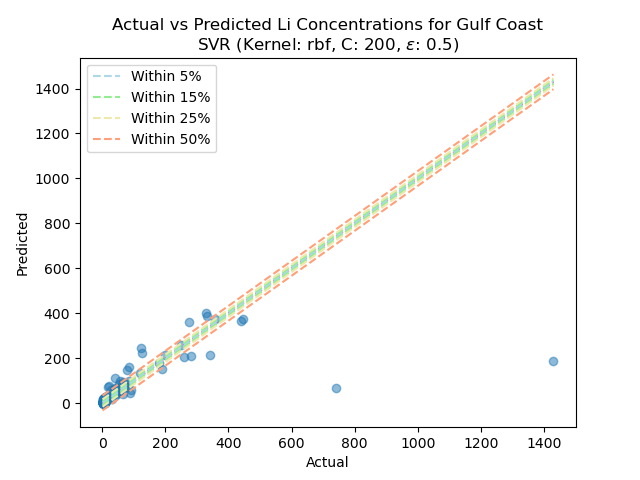 Actual vs Predicted Li Concentrations for Gulf Coast
SVR (Kernel: rbf, C: 200, ε: 0.5)
Within 5%
Within 15%
Within 25%
Within 50%
1400
1200
1000
800
600
400
200
0
Predicted
0 200 400 600 800 1000 1200 1400
Actual